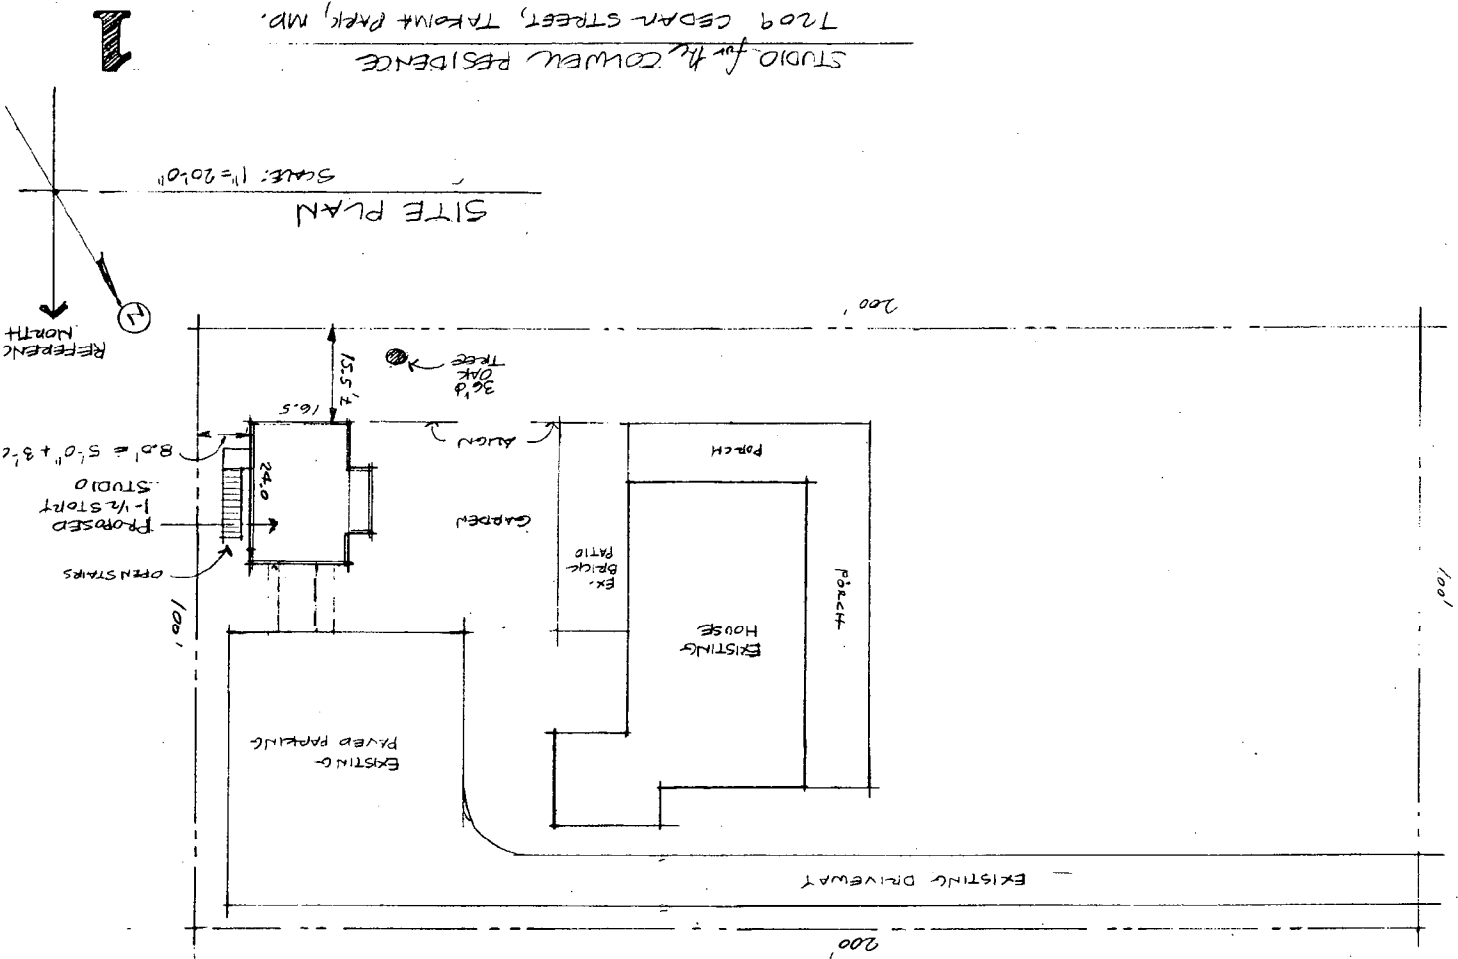 200'
EXISTING DRIVEWAY
EXISTING
PAVED PARKING
EXISTING
HOUSE
100'
PORCH
100'
EX.
BRICK
PATIO
OPEN STAIRS
GARDEN
PROPOSED
1-1/2 STORY
STUDIO
24.0
8.0' = 5'-0" + 3'-0
PORCH
ALIGN
16.5
36"φ
OAK
TREE
15.5'±
REFERENC
NORTH
200'
N
SITE PLAN
SCALE: 1"=20'-0"
STUDIO for the COLWELL RESIDENCE
7209 CEDAR STREET, TAKOMA PARK, MD.
1